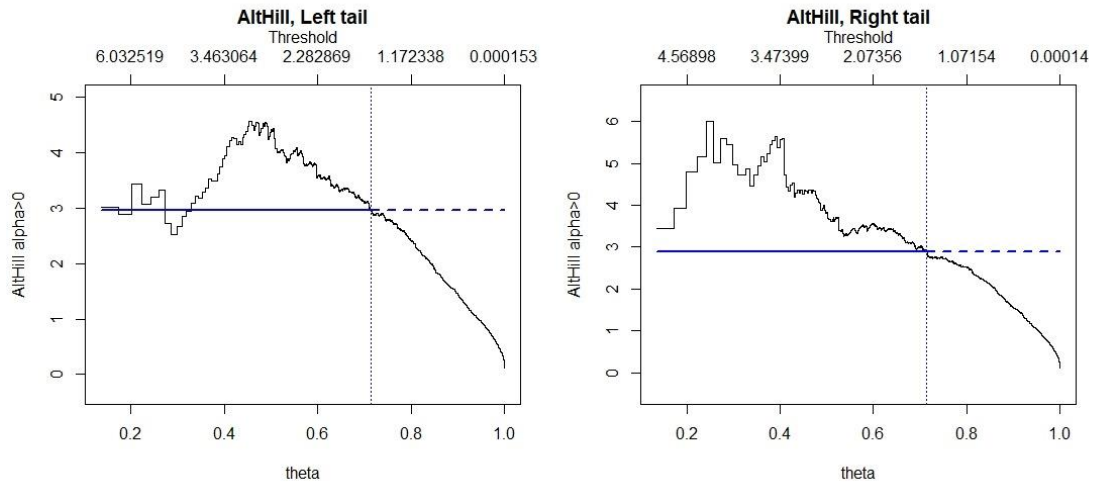 AltHill, Left tail
Threshold
6.032519 3.463064 2.282869 1.172338 0.000153
5
4
3
2
1
0
AltHill alpha>0
0.2 0.4 0.6 0.8 1.0
theta
AltHill, Right tail
Threshold
4.56898 3.47399 2.07356 1.07154 0.00014
6
5
4
3
2
1
0
AltHill alpha>0
0.2 0.4 0.6 0.8 1.0
theta